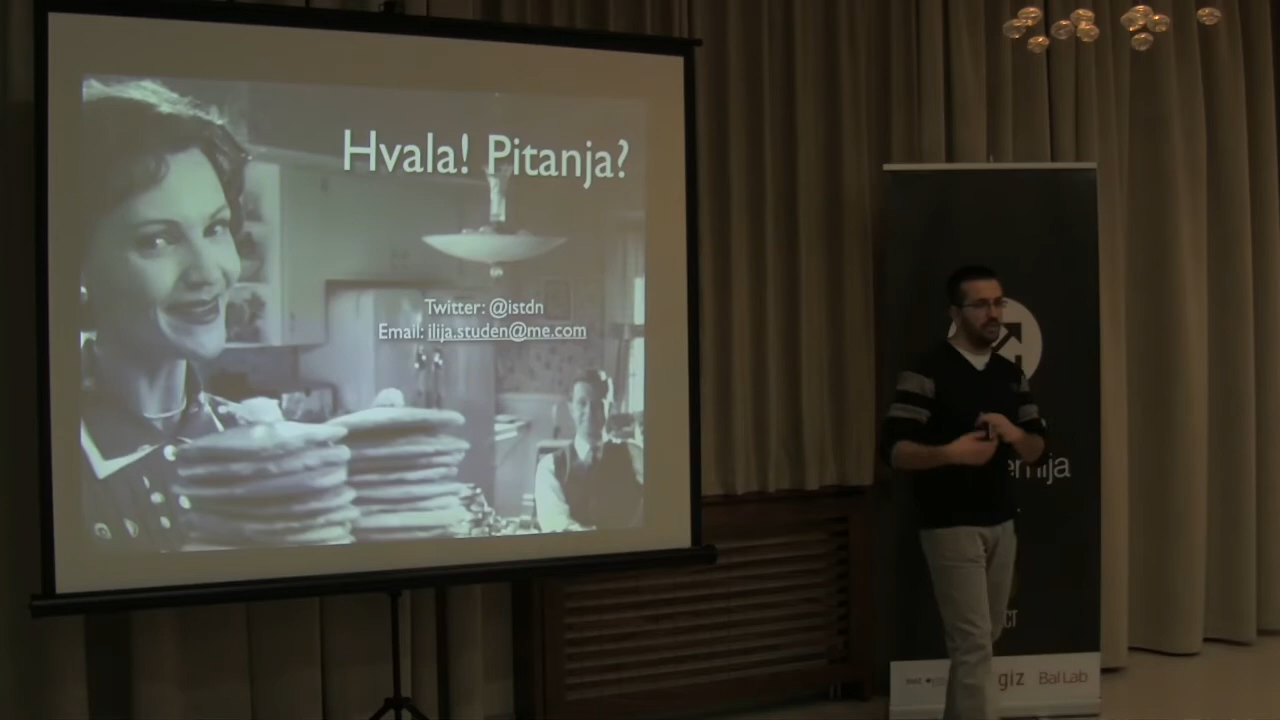 Hvala! Pitanja?
Twitter: @istdn
Email: ilija.studen@me.com
giz
BalLab